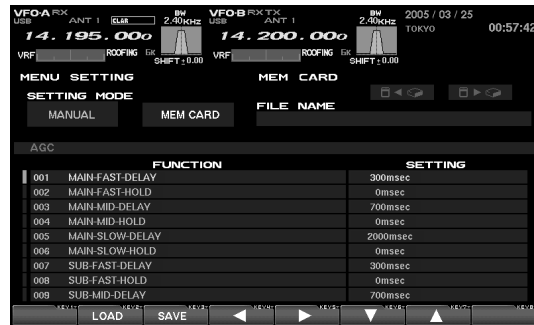 VFO-A RX VFO-B RX TX 2005 / 03 / 25
USB ANT 1 CLAR BW 2.40KHZ USB ANT 1 BW 2.40KHZ TOKYO 00:57:42
14.195.000 14.200.000
VRF ROOFING 6K SHIFT±0.00 VRF ROOFING 6K SHIFT±0.00
MENU SETTING MEM CARD
SETTING MODE
MANUAL MEM CARD FILE NAME
AGC
FUNCTION SETTING
001 MAIN-FAST-DELAY 300msec
002 MAIN-FAST-HOLD 0msec
003 MAIN-MID-DELAY 700msec
004 MAIN-MID-HOLD 0msec
005 MAIN-SLOW-DELAY 2000msec
006 MAIN-SLOW-HOLD 0msec
007 SUB-FAST-DELAY 300msec
008 SUB-FAST-HOLD 0msec
009 SUB-MID-DELAY 700msec
LOAD SAVE